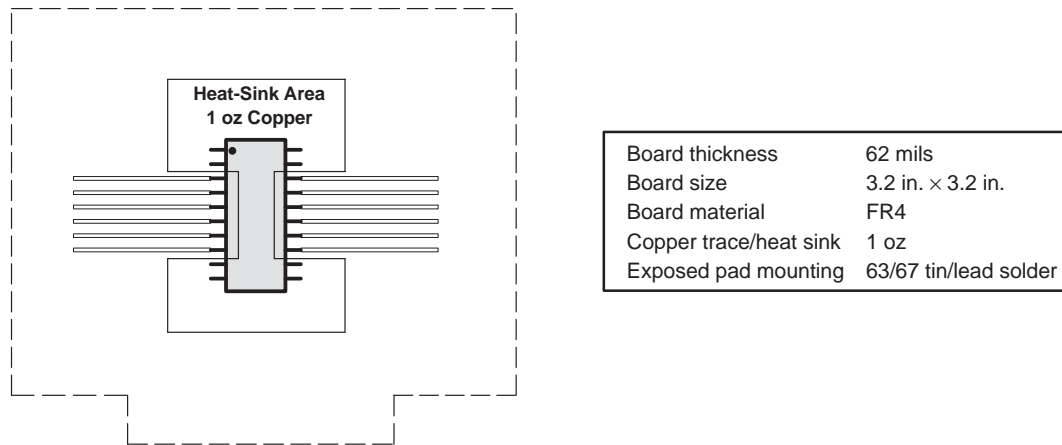 Heat-Sink Area
1 oz Copper
Board thickness 62 mils
Board size 3.2 in. × 3.2 in.
Board material FR4
Copper trace/heat sink 1 oz
Exposed pad mounting 63/67 tin/lead solder